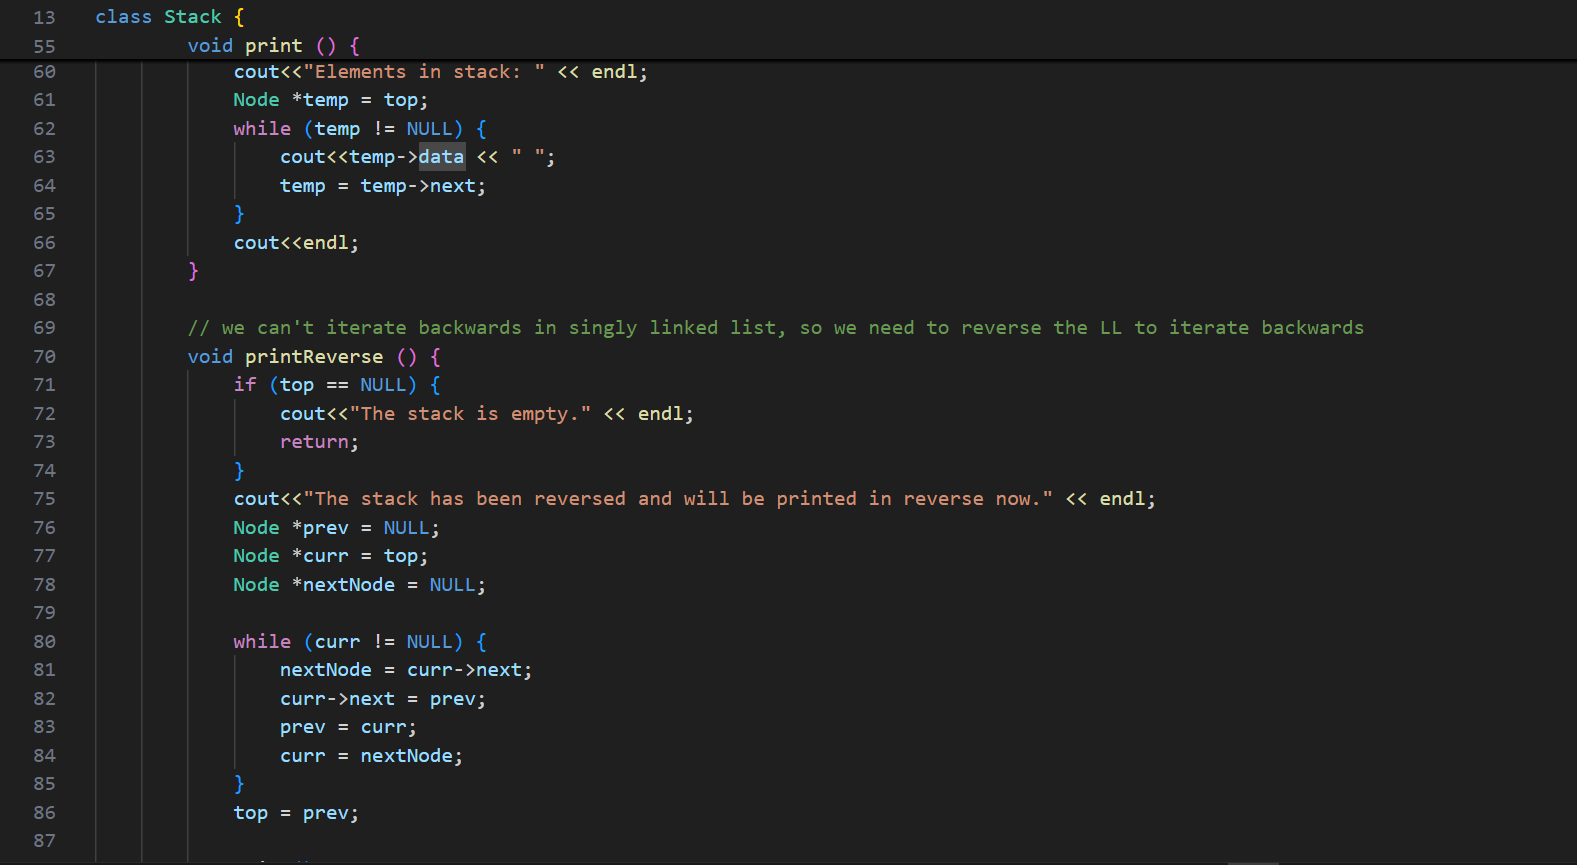 13 class Stack {
55 void print () {
60 cout<<"Elements in stack: " << endl;
61 Node *temp = top;
62 while (temp != NULL) {
63 cout<<temp->data << " ";
64 temp = temp->next;
65 }
66 cout<<endl;
67 }
68
69 // we can't iterate backwards in singly linked list, so we need to reverse the LL to iterate backwards
70 void printReverse () {
71 if (top == NULL) {
72 cout<<"The stack is empty." << endl;
73 return;
74 }
75 cout<<"The stack has been reversed and will be printed in reverse now." << endl;
76 Node *prev = NULL;
77 Node *curr = top;
78 Node *nextNode = NULL;
79
80 while (curr != NULL) {
81 nextNode = curr->next;
82 curr->next = prev;
83 prev = curr;
84 curr = nextNode;
85 }
86 top = prev;
87